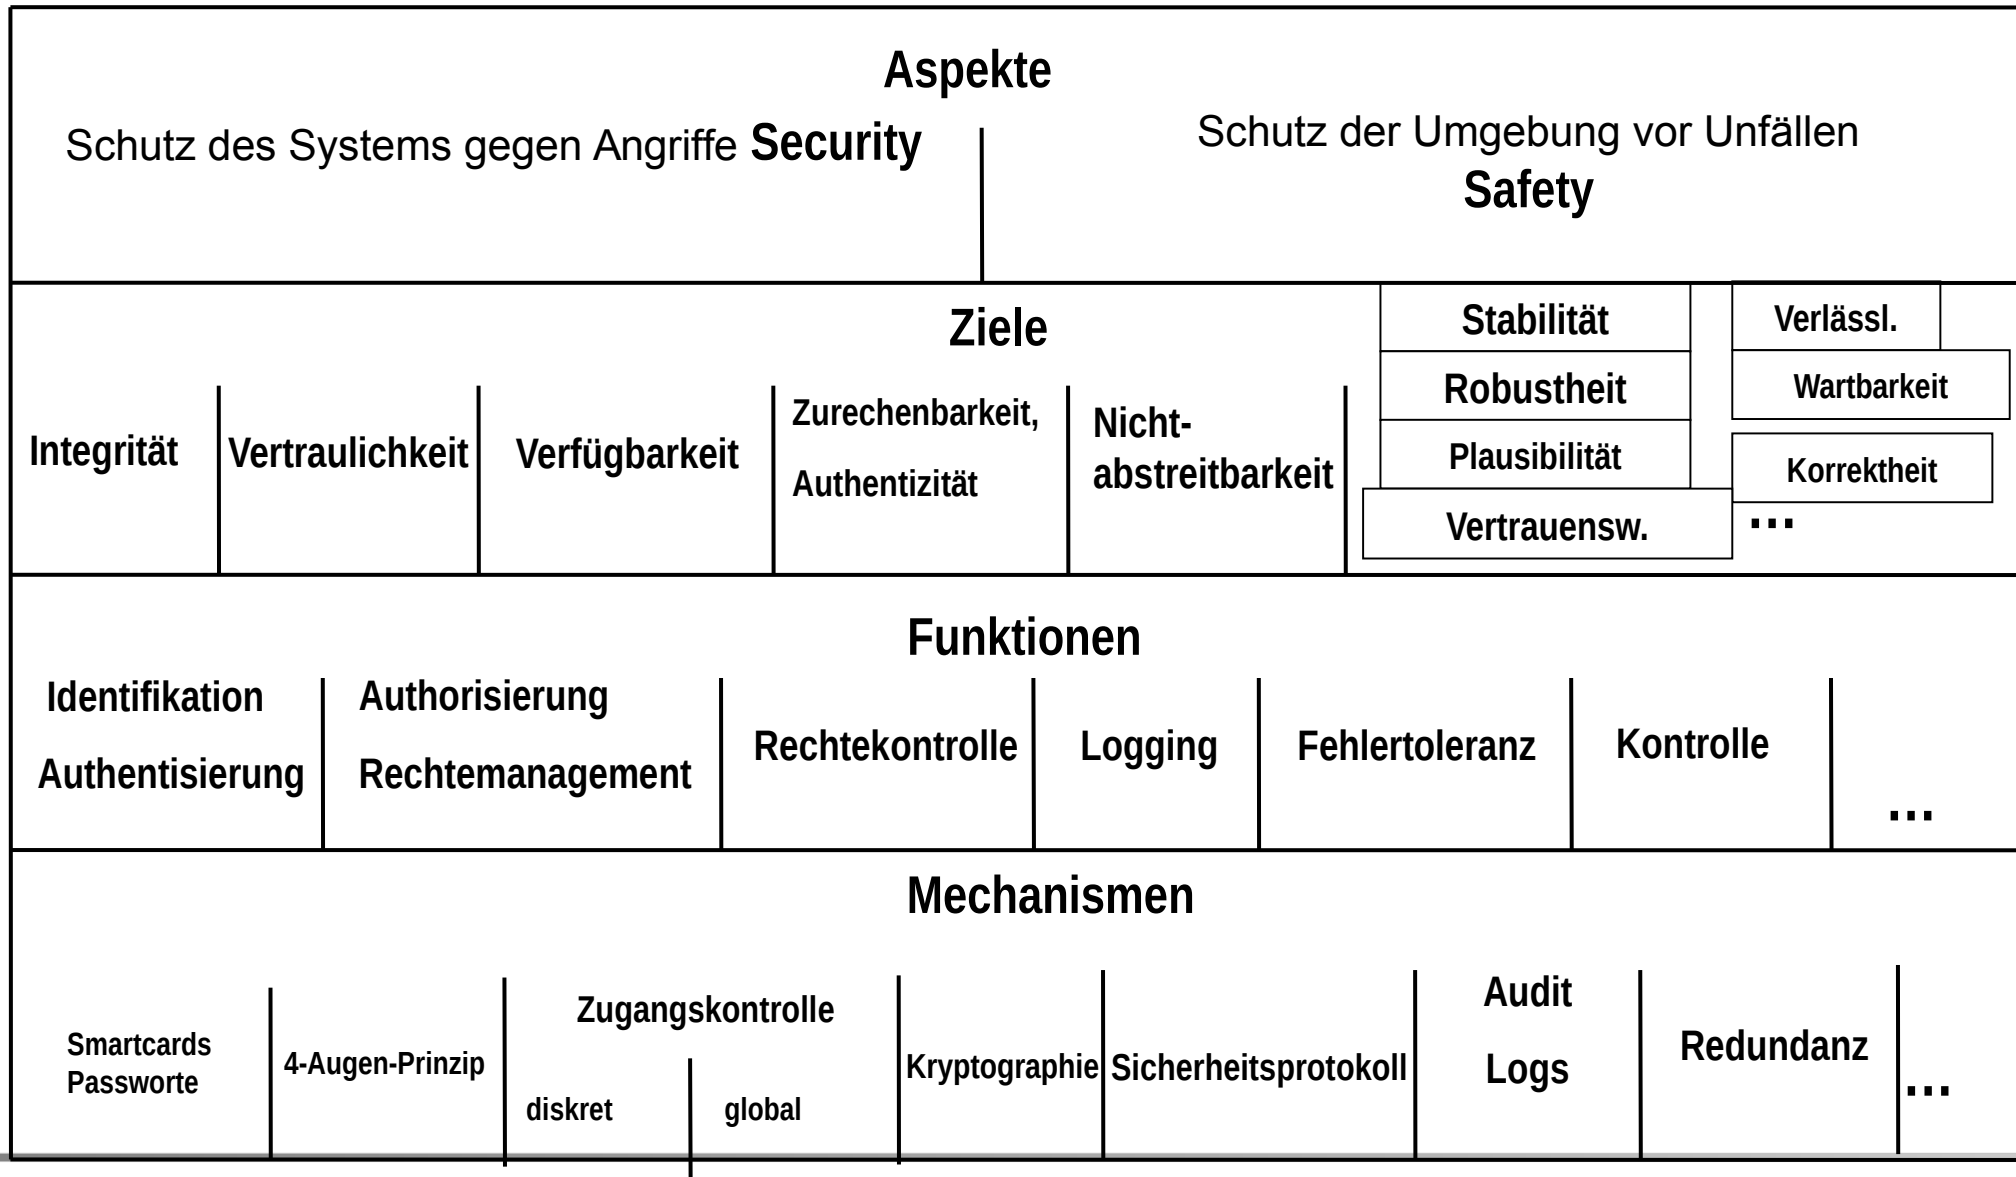 Aspekte
Schutz des Systems gegen Angriffe Security
Schutz der Umgebung vor Unfällen
Safety
Ziele
Integrität
Vertraulichkeit
Verfügbarkeit
Zurechenbarkeit,
Authentizität
Nicht-
abstreitbarkeit
Stabilität
Robustheit
Plausibilität
Vertrauensw.
Verlässl.
Wartbarkeit
Korrektheit
...
Funktionen
Identifikation
Authentisierung
Authorisierung
Rechtemanagement
Rechtekontrolle
Logging
Fehlertoleranz
Kontrolle
...
Mechanismen
Smartcards
Passworte
4-Augen-Prinzip
Zugangskontrolle
diskret
global
Kryptographie
Sicherheitsprotokoll
Audit
Logs
Redundanz
...